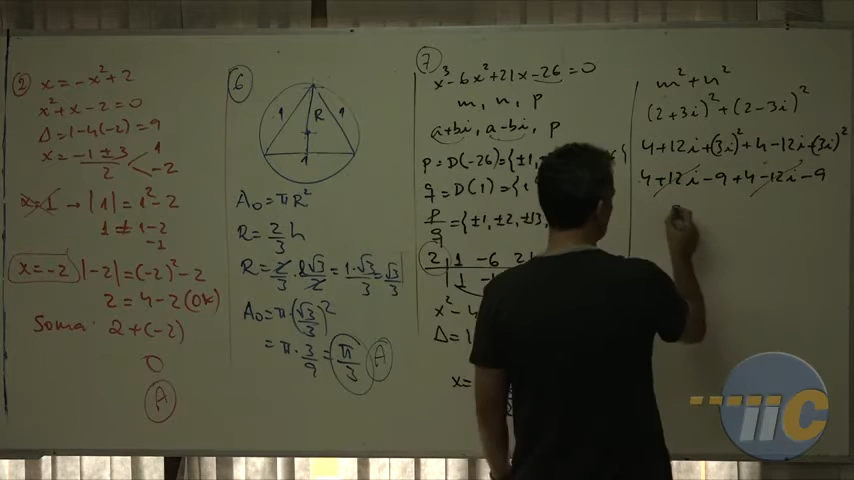 2 x = -x² + 2
x² + x - 2 = 0
Δ = 1 - 4(-2) = 9
x = -1 ± 3 / 2 1 -2
x = 1 → |1| = 1² - 2
1 ≠ 1 - 2
-1
x = -2 |-2| = (-2)² - 2
2 = 4 - 2 (OK)
Soma: 2 + (-2)
0
A
6
1 R 1
1
A₀ = πR²
R = 2/3 h
R = 2/3 · 2√3/2 = 1·√3/3 = √3/3
A₀ = π·(√3/3)²
= π · 3/9 = π/3 A
7
x³ - 6x² + 21x - 26 = 0
m, n, p
a+bi, a-bi, p
p = D(-26) = {±1,
q = D(1) = {
p/q = {±1, ±2, ±13,
2 1 -6
1
x² - 4
Δ = 1
x =
m² + n²
(2+3i)² + (2-3i)²
4 + 12i + (3i)² + 4 - 12i + (3i)²
4 + 12i - 9 + 4 - 12i - 9
iiC